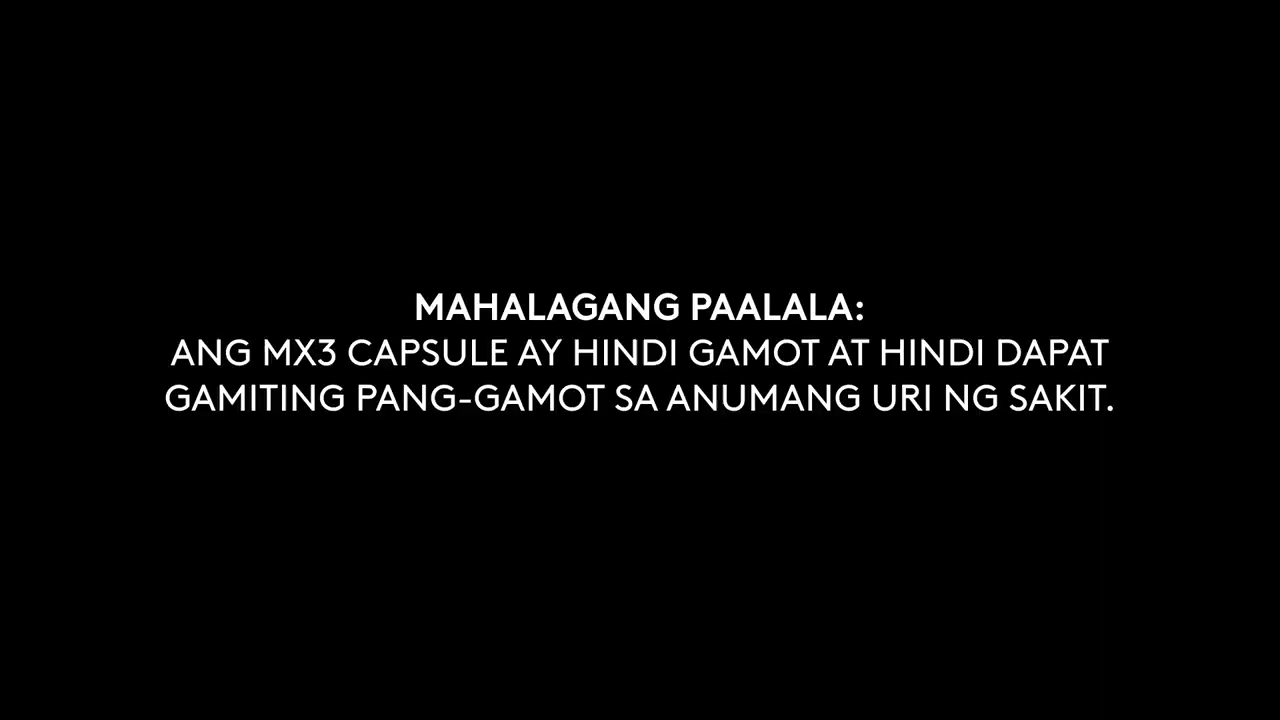 MAHALAGANG PAALALA:
ANG MX3 CAPSULE AY HINDI GAMOT AT HINDI DAPAT
GAMITING PANG-GAMOT SA ANUMANG URI NG SAKIT.